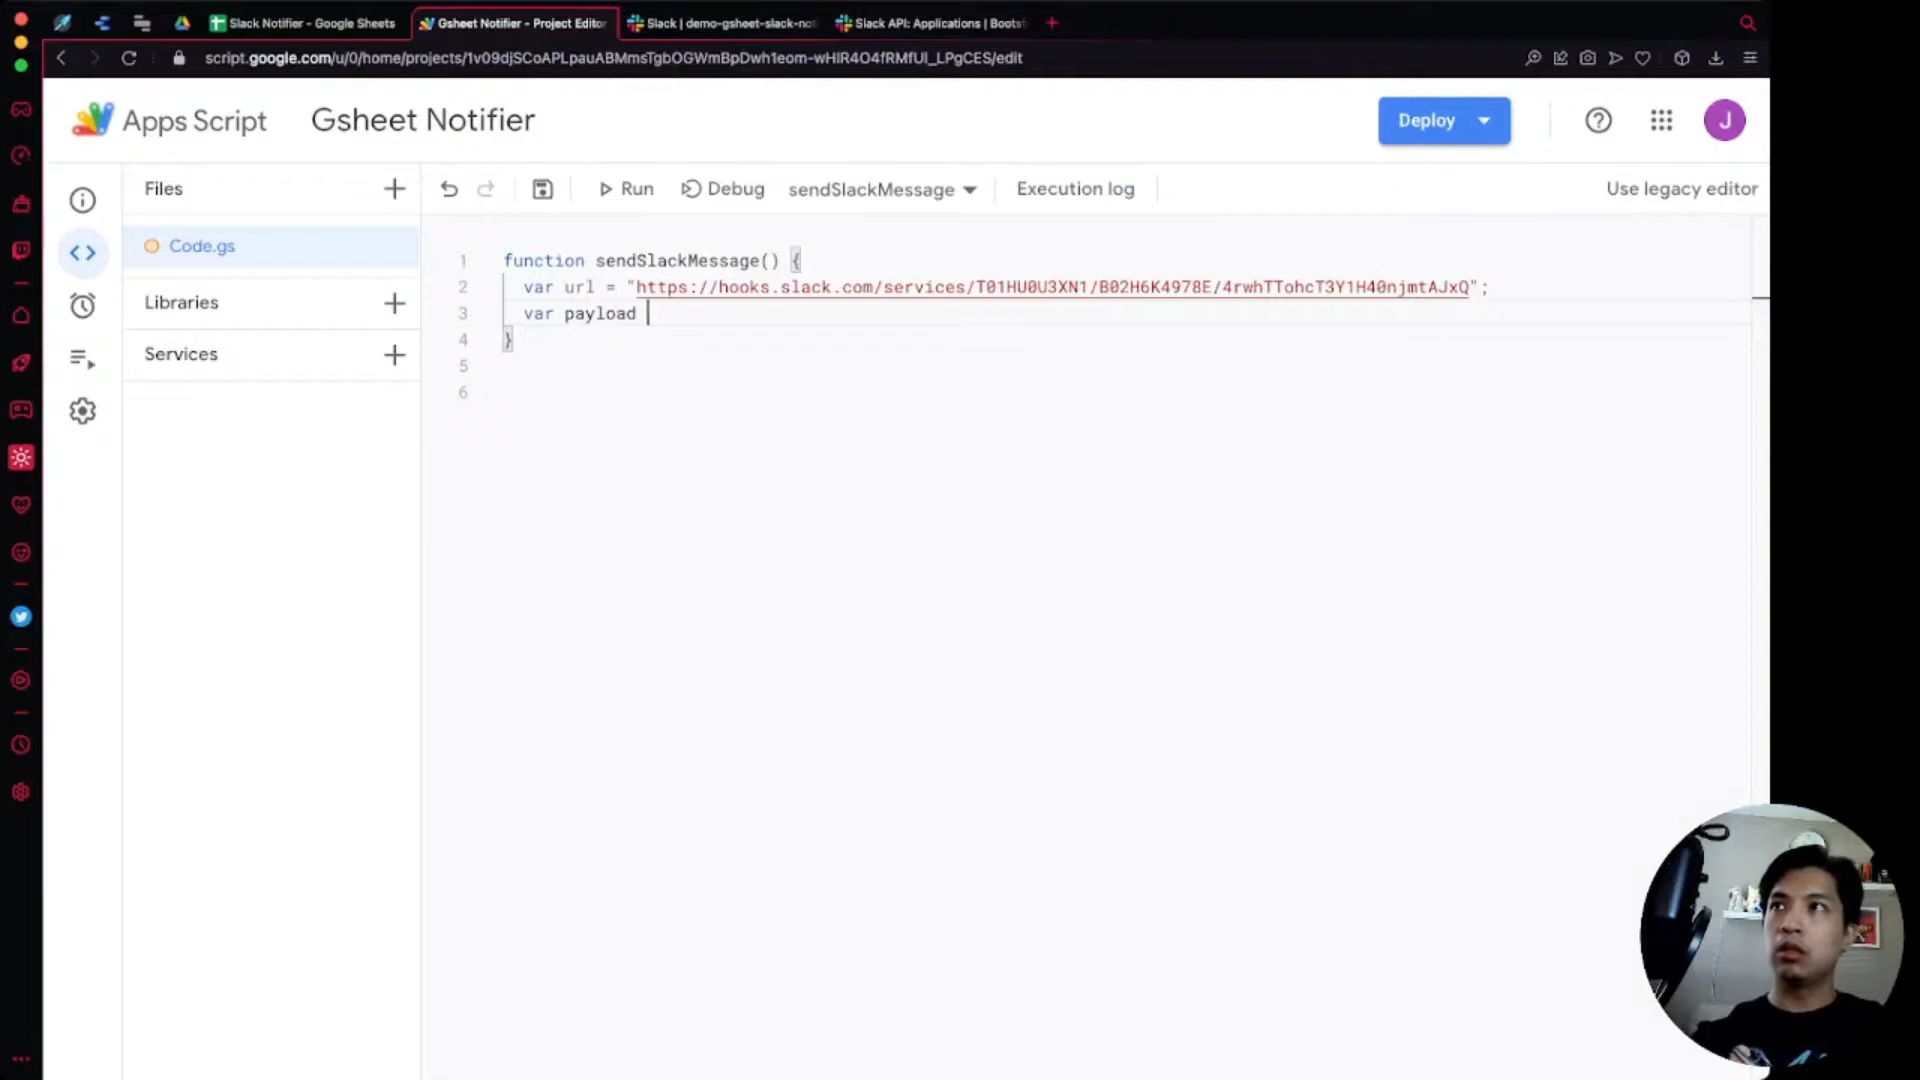 Slack Notifier - Google Sheets
Gsheet Notifier - Project Editor
Slack | demo-gsheet-slack-not
Slack API: Applications | Boots
script.google.com/u/0/home/projects/1v09djSCoAPLpauABMmsTgbOGWmBpDwh1eom-wHIR4O4fRMfUI_LPgCES/edit
Apps Script
Gsheet Notifier
Deploy
J
Files
Run
Debug
sendSlackMessage
Execution log
Use legacy editor
Code.gs
Libraries
Services
1 function sendSlackMessage() {
2 var url = "https://hooks.slack.com/services/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";
3 var payload
4 }
5
6